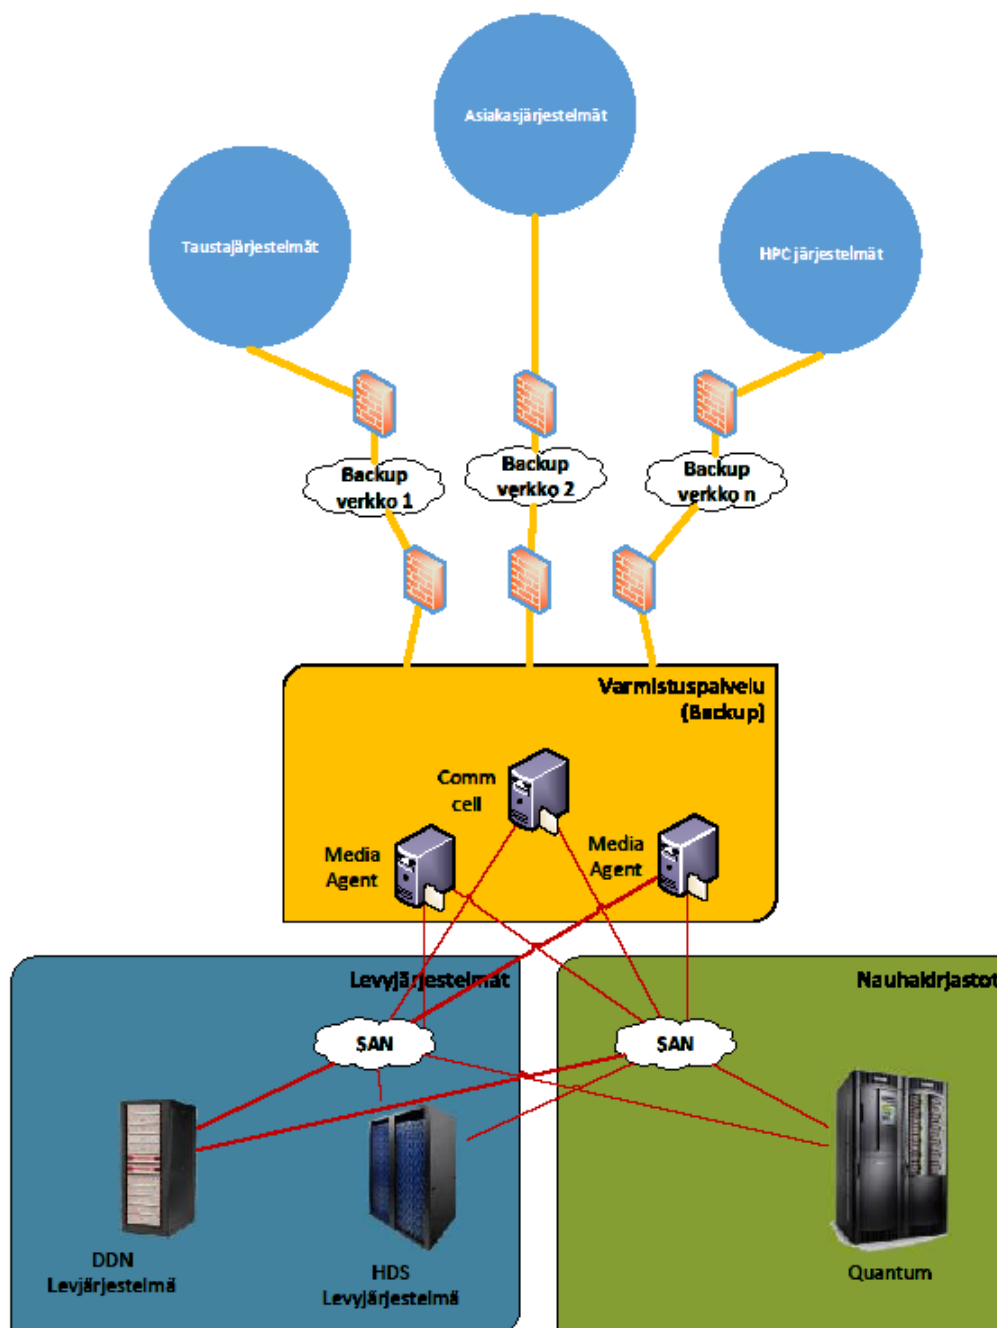 Asiakasjärjestelmät
Taustajärjestelmät
HPC järjestelmät
Backup
verkko 1
Backup
verkko 2
Backup
verkko n
Varmistuspalvelu
(Backup)
Comm
cell
Media
Agent
Media
Agent
Levyjärjestelmät
Nauhakirjastot
SAN
SAN
DDN
Levjärjestelmä
HDS
Levyjärjestelmä
Quantum